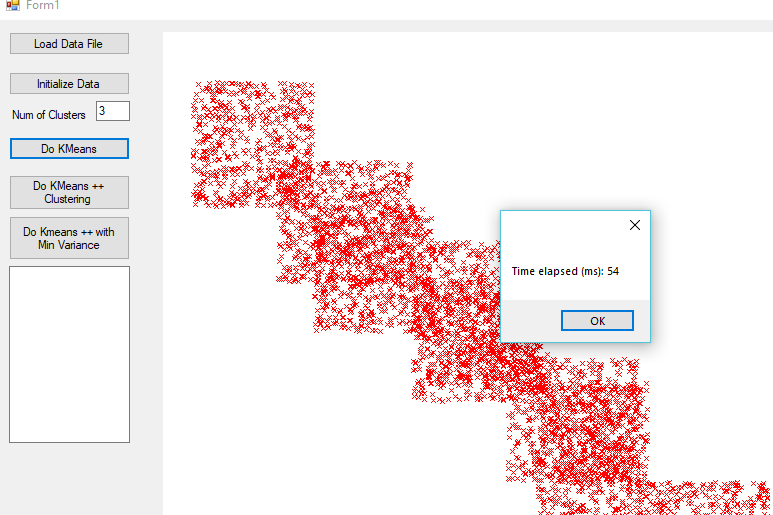 Form1
Load Data File
Initialize Data
Num of Clusters 3
Do KMeans
Do KMeans ++
Clustering
Do Kmeans ++ with
Min Variance
Time elapsed (ms): 54
OK